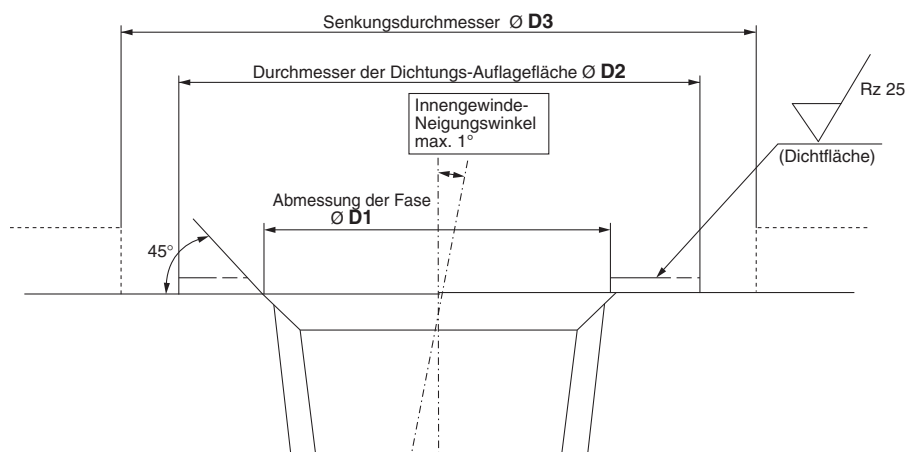 Senkungsdurchmesser Ø D3
Durchmesser der Dichtungs-Auflagefläche Ø D2
Rz 25
Innengewinde-
Neigungswinkel
max. 1°
(Dichtfläche)
Abmessung der Fase
Ø D1
45°